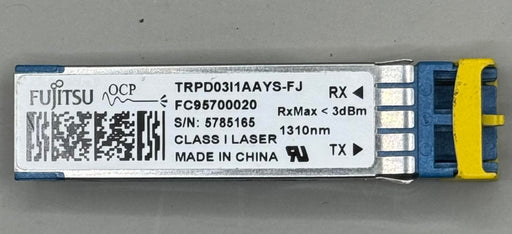 FUJITSU
OCP
TRPD03I1AAYS-FJ
FC95700020
S/N: 5785165
CLASS I LASER
MADE IN CHINA
RX
RxMax < 3dBm
1310nm
TX